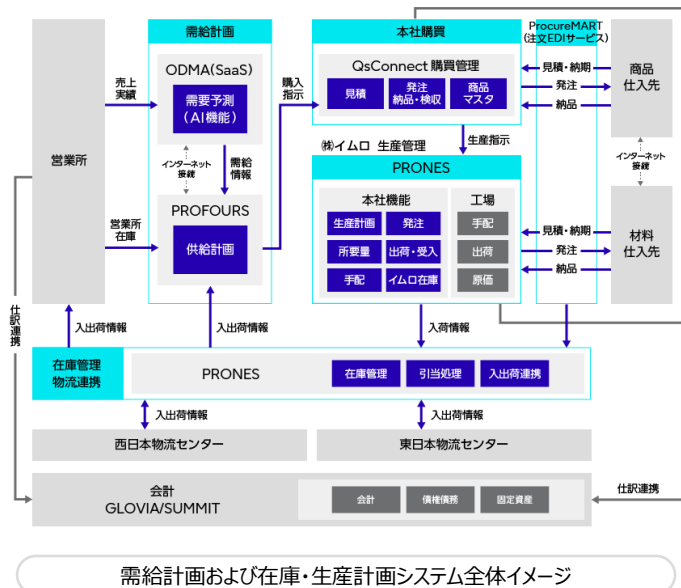 需給計画
本社購買
ProcureMART
(注文EDIサービス)
ODMA(SaaS)
需要予測
(AI機能)
売上
実績
購入
指示
QsConnect 購買管理
見積
発注
納品・検収
商品
マスタ
見積・納期
発注
納品
商品
仕入先
営業所
インターネット
接続
需給
情報
㈱イムロ 生産管理
生産指示
インターネット
接続
PRONES
PROFOURS
供給計画
営業所
在庫
本社機能
工場
生産計画
発注
手配
所要量
出荷・受入
出荷
手配
イムロ在庫
原価
見積・納期
発注
納品
材料
仕入先
仕訳連携
入出荷情報
入出荷情報
入荷情報
在庫管理
物流連携
PRONES
在庫管理
引当処理
入出荷連携
入出荷情報
入出荷情報
西日本物流センター
東日本物流センター
会計
GLOVIA/SUMMIT
会計
債権債務
固定資産
仕訳連携
需給計画および在庫・生産計画システム全体イメージ